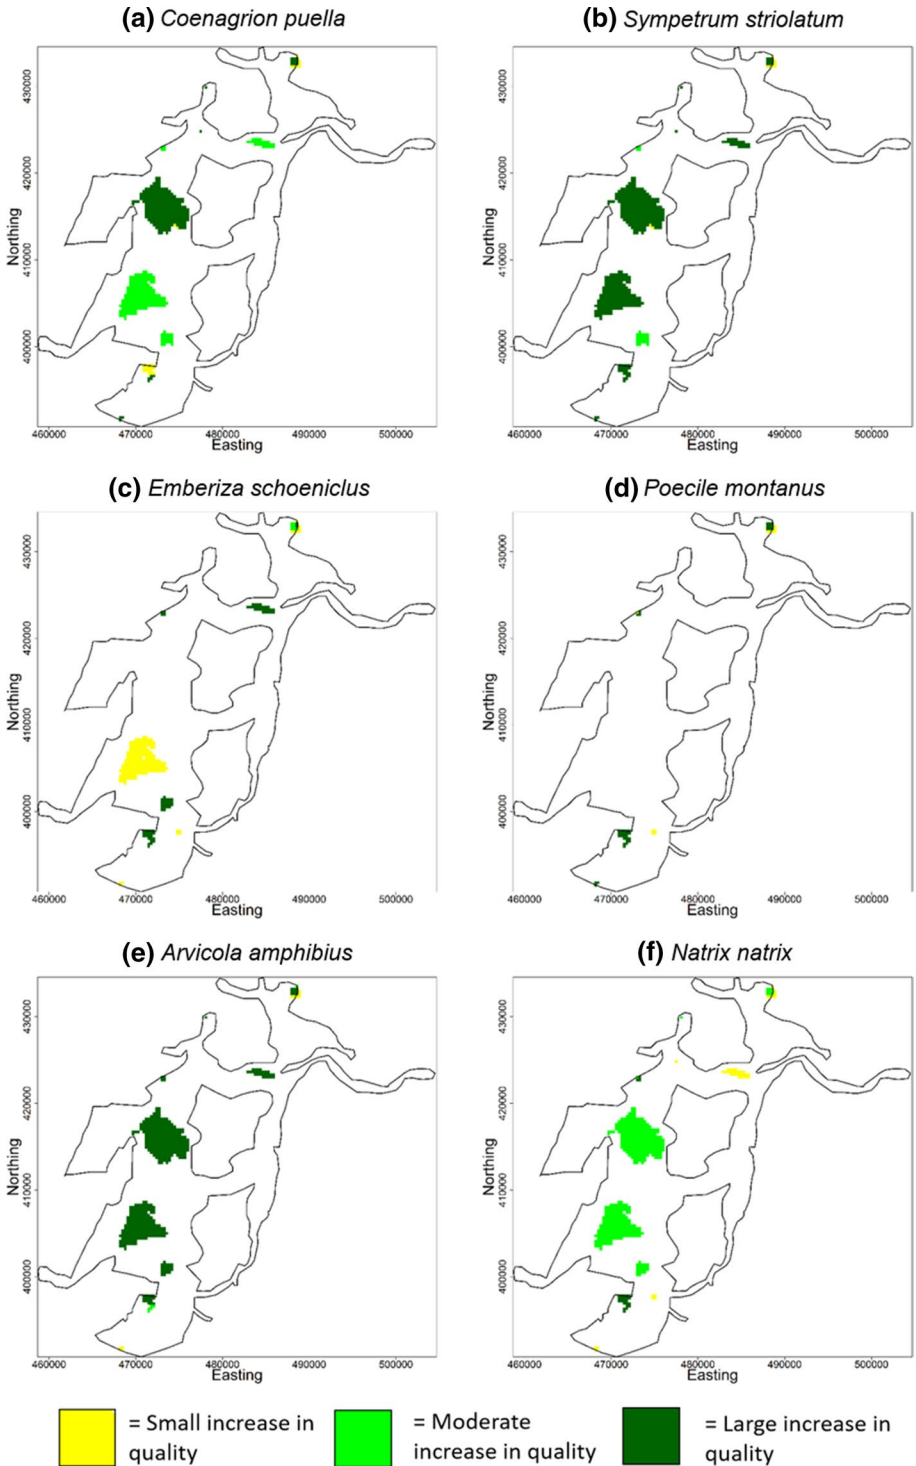 (a) Coenagrion puella
(b) Sympetrum striolatum
Northing
430000
420000
410000
400000
460000 470000 480000 490000 500000
Easting
Northing
430000
420000
410000
400000
460000 470000 480000 490000 500000
Easting
(c) Emberiza schoeniclus
(d) Poecile montanus
Northing
430000
420000
410000
400000
460000 470000 480000 490000 500000
Easting
Northing
430000
420000
410000
400000
460000 470000 480000 490000 500000
Easting
(e) Arvicola amphibius
(f) Natrix natrix
Northing
430000
420000
410000
400000
460000 470000 480000 490000 500000
Easting
Northing
430000
420000
410000
400000
460000 470000 480000 490000 500000
Easting
= Small increase in
quality
= Moderate
increase in quality
= Large increase in
quality